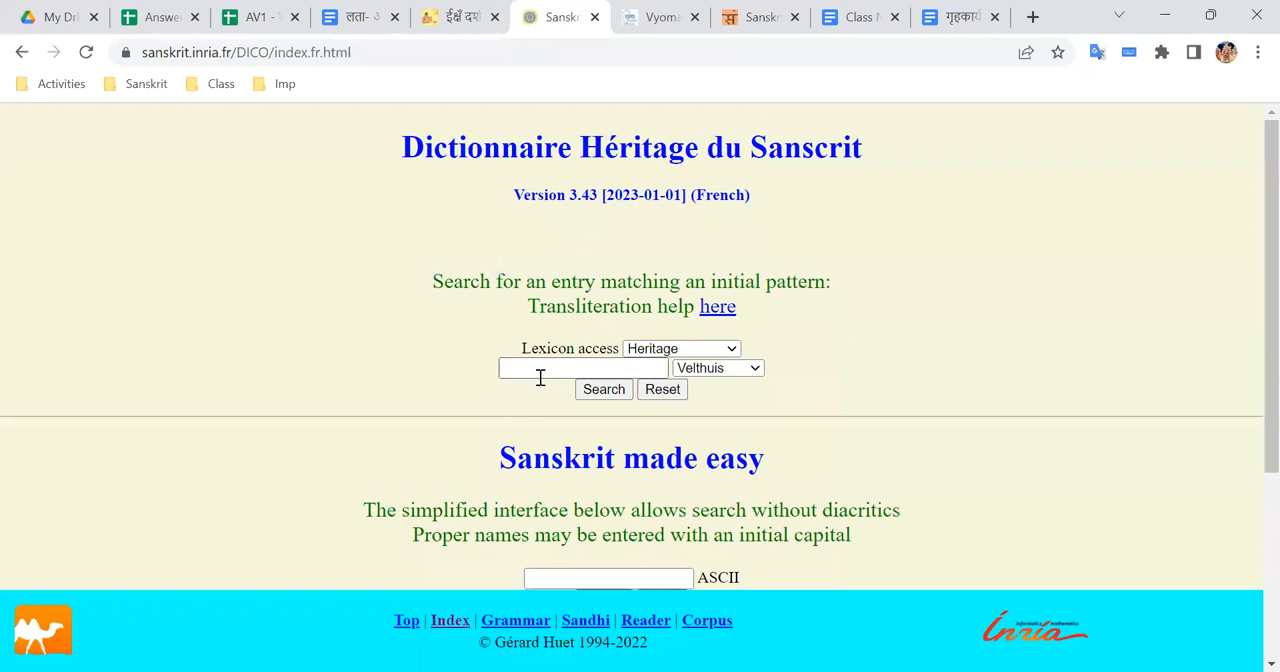 My Dri
Answe
AV1 -
लता-
ईक्षँ दर्श
Sanskr
Vyome
Sanskr
Class
गृहकार्य
sanskrit.inria.fr/DICO/index.fr.html
Activities Sanskrit Class Imp
Dictionnaire Héritage du Sanscrit
Version 3.43 [2023-01-01] (French)
Search for an entry matching an initial pattern:
Transliteration help here
Lexicon access Heritage
Velthuis
Search Reset
Sanskrit made easy
The simplified interface below allows search without diacritics
Proper names may be entered with an initial capital
ASCII
Top | Index | Grammar | Sandhi | Reader | Corpus
© Gérard Huet 1994-2022
informatics mathematics
Inria